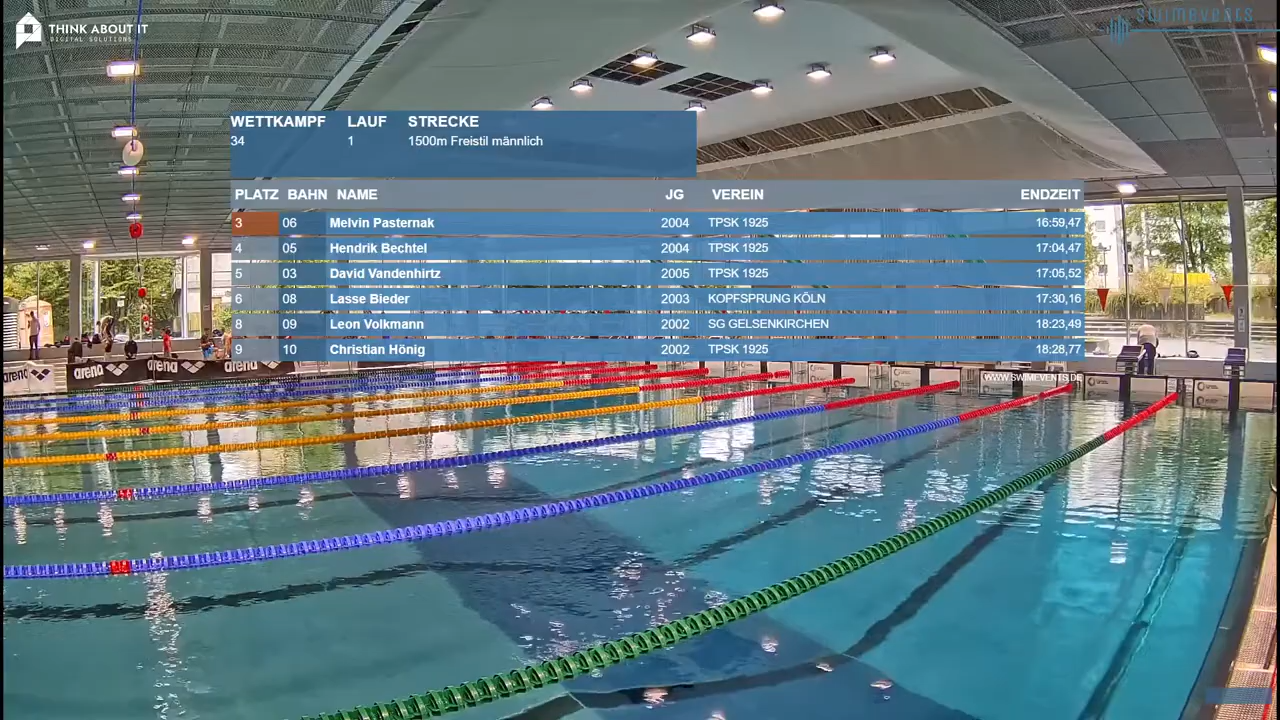 THINK ABOUT IT
DIGITAL SOLUTIONS
swimevents
WETTKAMPF LAUF STRECKE
34 1 1500m Freistil männlich
PLATZ BAHN NAME JG VEREIN ENDZEIT
3 06 Melvin Pasternak 2004 TPSK 1925 16:59,47
4 05 Hendrik Bechtel 2004 TPSK 1925 17:04,47
5 03 David Vandenhirtz 2005 TPSK 1925 17:05,52
6 08 Lasse Bieder 2003 KOPFSPRUNG KÖLN 17:30,16
8 09 Leon Volkmann 2002 SG GELSENKIRCHEN 18:23,49
9 10 Christian Hönig 2002 TPSK 1925 18:28,77
arena arena arena arena
WWW.SWIMEVENTS.DE